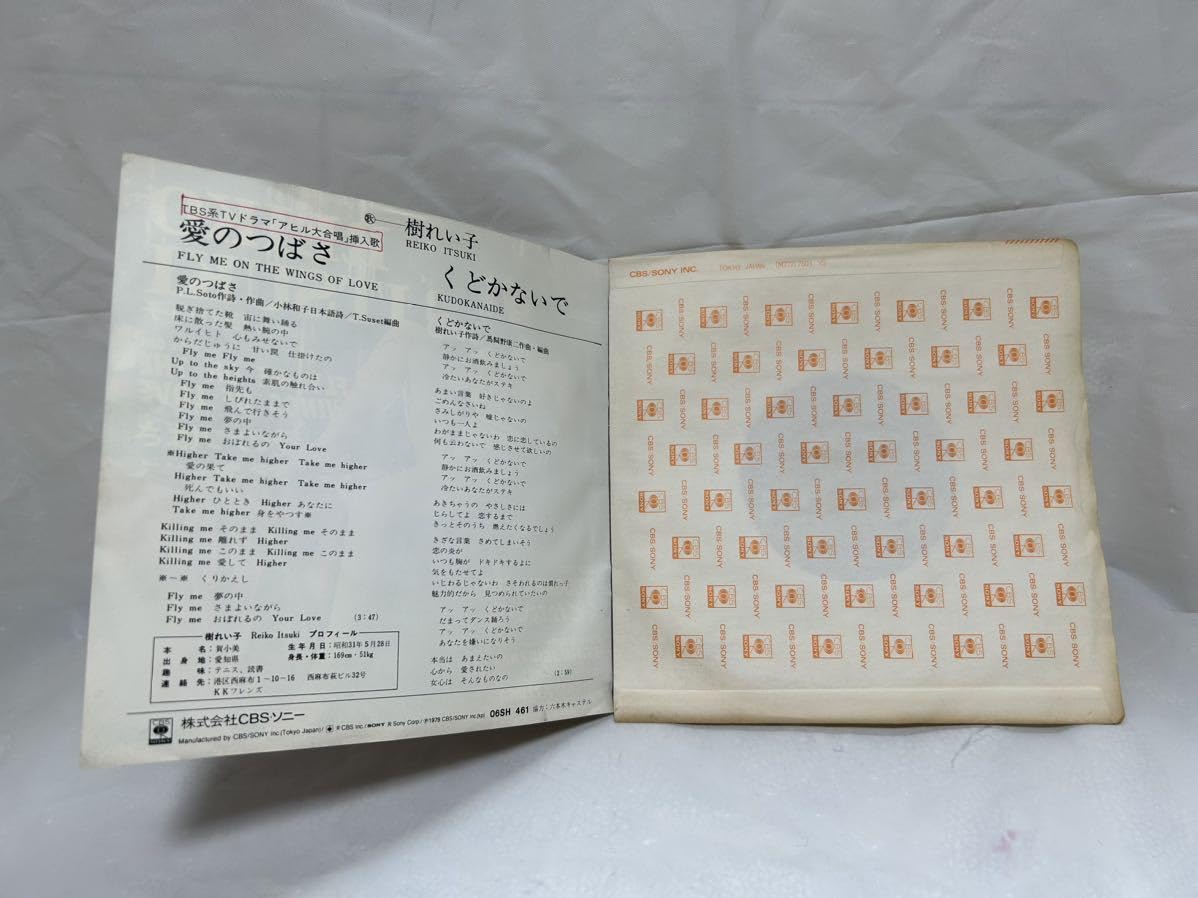 TBS系TVドラマ「アヒル大合唱」挿入歌
愛のつばさ
FLY ME ON THE WINGS OF LOVE
歌
樹れい子
REIKO ITSUKI
くどかないで
KUDOKANAIDE
愛のつばさ
P.L.Soto作詩・作曲/小林和子日本語詩/T.Suset編曲
脱ぎ捨てた靴 宙に舞い踊る
床に散った髪 熱い腕の中
ワルイヒト 心もみせないで
からだじゅうに 甘い罠 仕掛けたの
Fly me Fly me
Up to the sky 今 確かなものは
Up to the heights 素肌の触れ合い
Fly me 指先も
Fly me しびれたままで
Fly me 飛んで行きそう
Fly me 夢の中
Fly me さまよいながら
Fly me おぼれるの Your Love
※Higher Take me higher Take me higher
愛の果て
Higher Take me higher Take me higher
死んでもいい
Higher ひととき Higher あなたに
Take me higher 身をやつす※
Killing me そのまま Killing me そのまま
Killing me 離れず Higher
Killing me このまま Killing me このまま
Killing me 愛して Higher
※〜※ くりかえし
Fly me 夢の中
Fly me さまよいながら
Fly me おぼれるの Your Love (3:47)
樹れい子 Reiko Itsuki プロフィール
本名:賀小美 生年月日:昭和31年5月28日
出身地:愛知県 身長・体重:169cm・51kg
趣味:テニス、読書
連絡先:港区西麻布1-10-16 西麻布萩ビル32号
KKフレンズ
くどかないで
樹れい子作詩/馬飼野康二作曲・編曲
アッ アッ くどかないで
静かにお酒飲みましょう
アッ アッ くどかないで
冷たいあなたがステキ
あまい言葉 好きじゃないのよ
ごめんなさいね
さみしがりや 嘘じゃないの
いつも一人よ
わがままじゃないわ 恋に恋しているの
何も云わないで 感じさせて欲しいの
アッ アッ くどかないで
静かにお酒飲みましょう
アッ アッ くどかないで
冷たいあなたがステキ
あきちゃうの やさしさには
じらしてよ 恋するまで
きっとそのうち 燃えたくなるでしょう
きざな言葉 さめてしまいそう
恋の炎が
いつも胸が ドキドキするよに
気をもたせてよ
いじわるじゃないわ さそわれるのは慣れっ子
魅力的だから 見つめられていたいの
アッ アッ くどかないで
だまってダンス踊ろう
アッ アッ くどかないで
あなたを嫌いになりそう
本当は あまえたいの
心から 愛されたい
女心は そんなものなの (2:59)
CBS SONY
株式会社CBSソニー
Manufactured by CBS/SONY Inc (Tokyo Japan)/ ® CBS Inc./SONY ® Sony Corp./℗1979 CBS/SONY Inc.(kp) 06SH 461 協力:六本木キャステル
CBS/SONY INC. TOKYO JAPAN
CBS/SONY